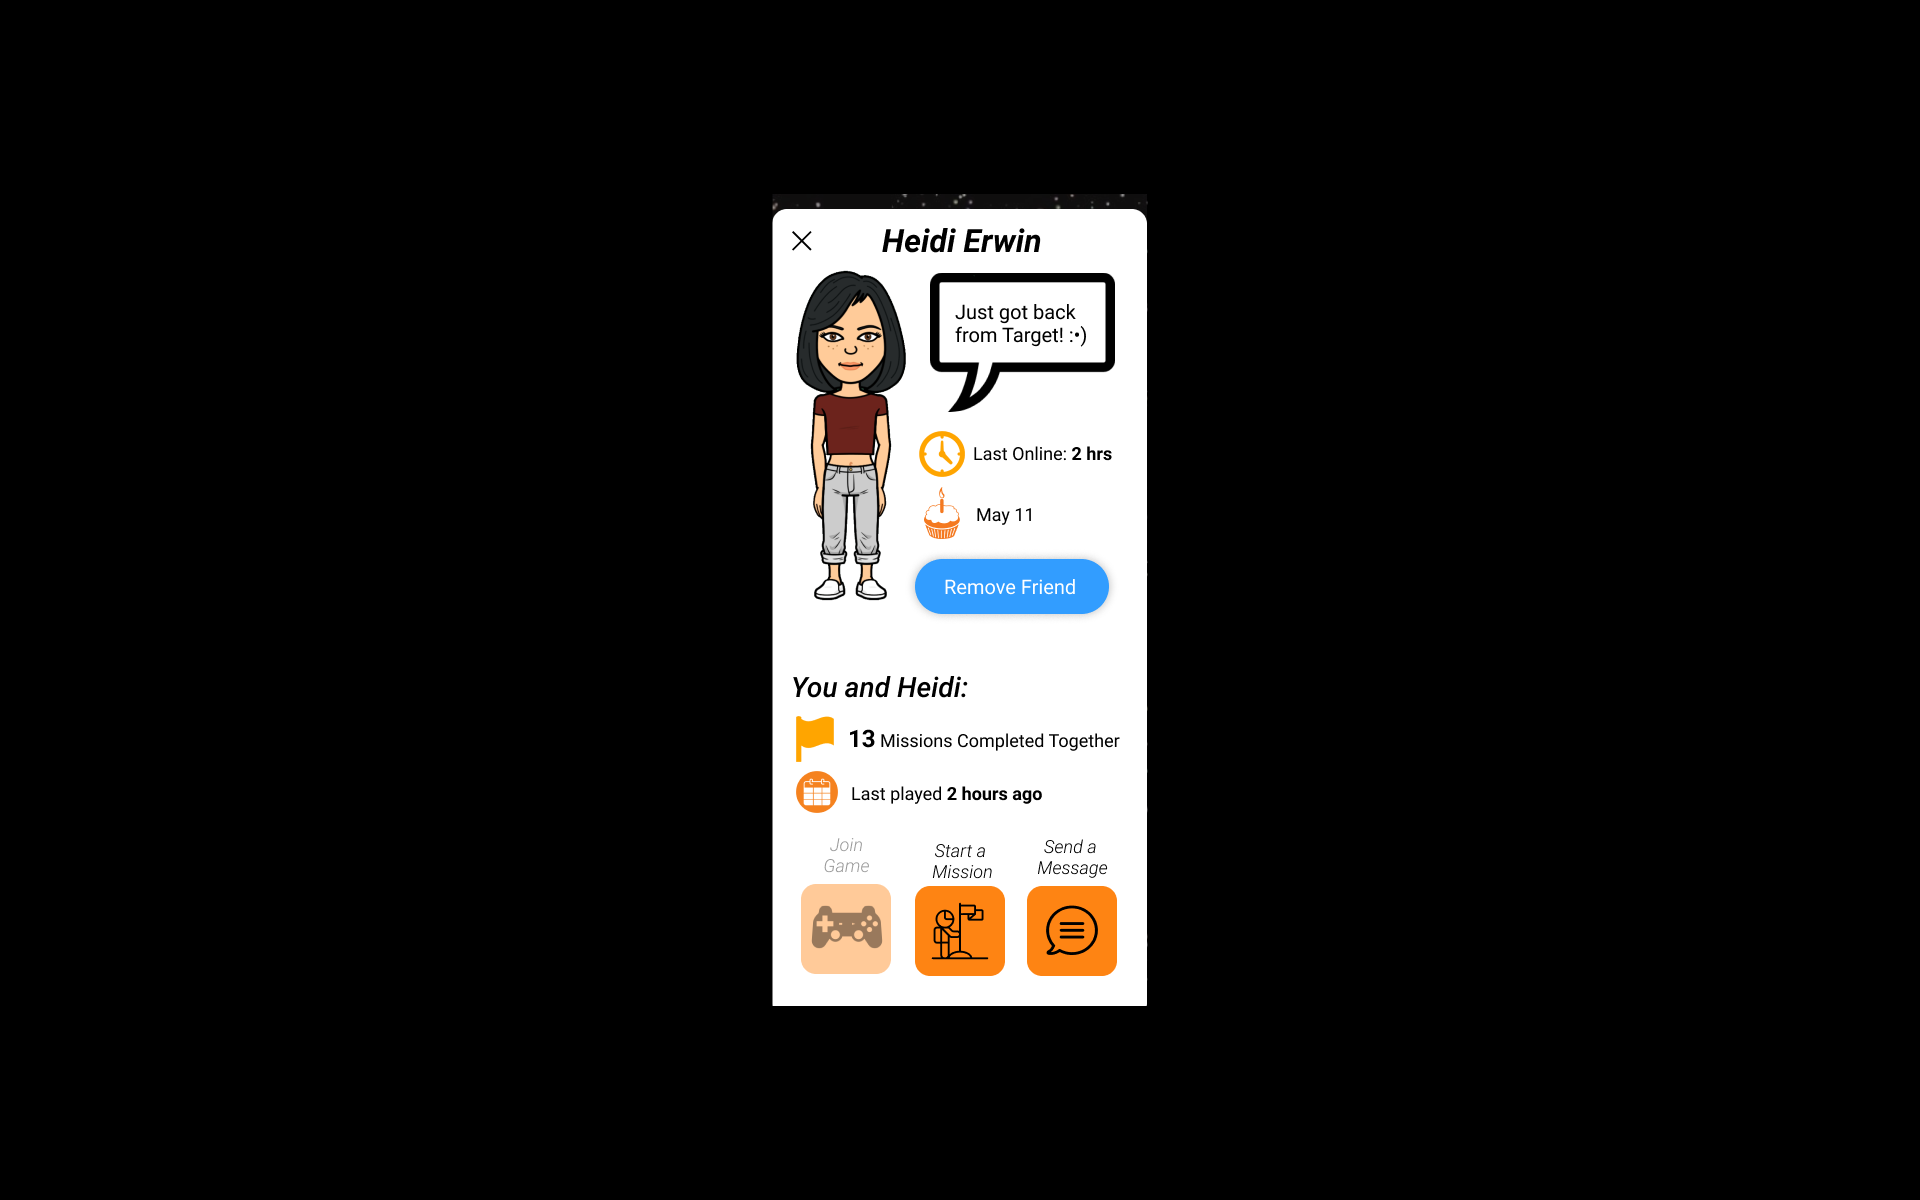 Heidi Erwin
Just got back
from Target! :•)
Last Online: 2 hrs
May 11
Remove Friend
You and Heidi:
13 Missions Completed Together
Last played 2 hours ago
Join
Game
Start a
Mission
Send a
Message